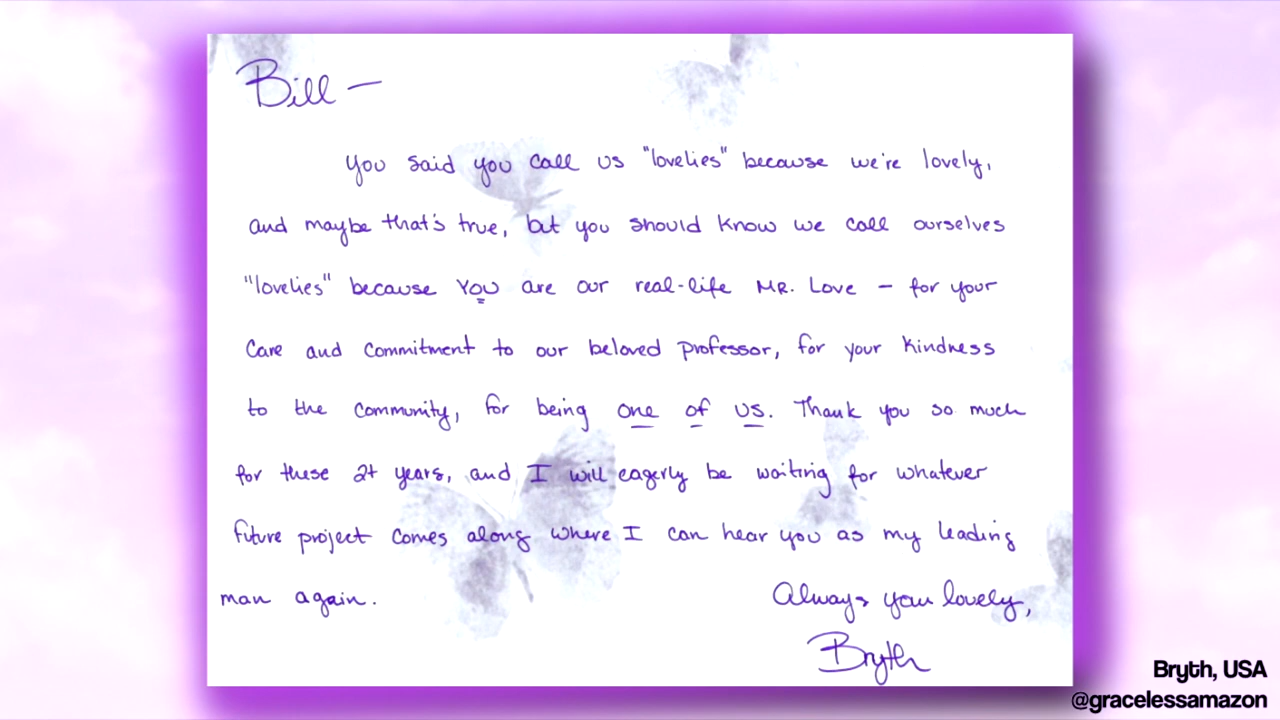 Bill —
You said you call us "lovelies" because we're lovely,
and maybe that's true, but you should know we call ourselves
"lovelies" because YOU are our real-life MR. Love — for your
care and commitment to our beloved professor, for your kindness
to the community, for being one of us. Thank you so much
for these 2+ years, and I will eagerly be waiting for whatever
future project comes along where I can hear you as my leading
man again.
Always your lovely,
Bryth
Bryth, USA
@gracelessamazon